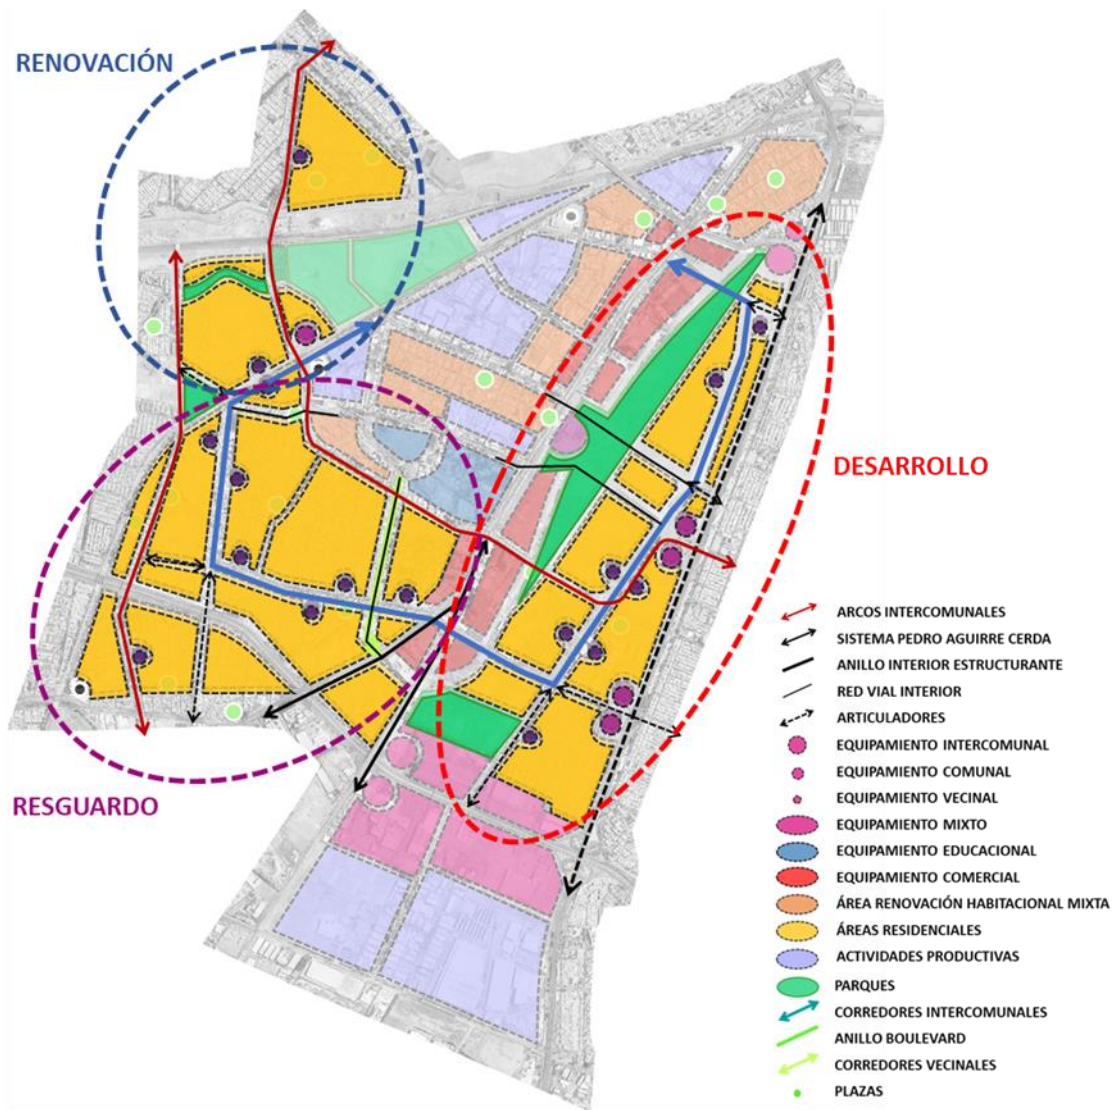 RENOVACIÓN
DESARROLLO
RESGUARDO
ARCOS INTERCOMUNALES
SISTEMA PEDRO AGUIRRE CERDA
ANILLO INTERIOR ESTRUCTURANTE
RED VIAL INTERIOR
ARTICULADORES
EQUIPAMIENTO INTERCOMUNAL
EQUIPAMIENTO COMUNAL
EQUIPAMIENTO VECINAL
EQUIPAMIENTO MIXTO
EQUIPAMIENTO EDUCACIONAL
EQUIPAMIENTO COMERCIAL
ÁREA RENOVACIÓN HABITACIONAL MIXTA
ÁREAS RESIDENCIALES
ACTIVIDADES PRODUCTIVAS
PARQUES
CORREDORES INTERCOMUNALES
ANILLO BOULEVARD
CORREDORES VECINALES
PLAZAS